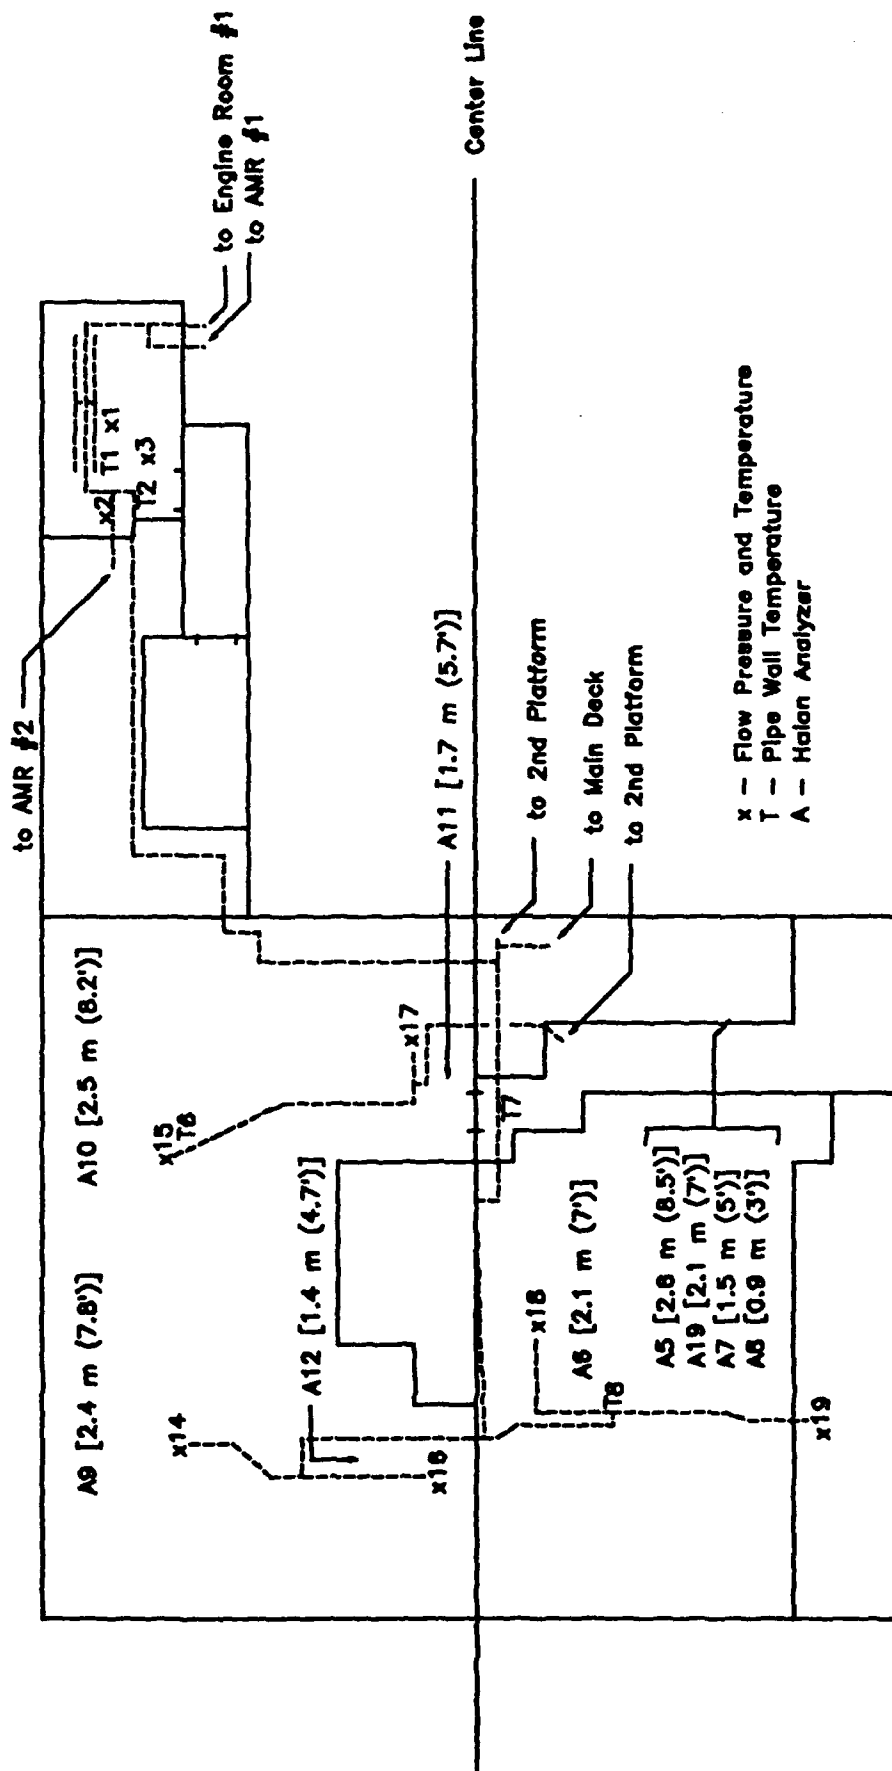 to Engine Room #1
to AMR #1
Center Line
to AMR #2
x2
T1 x1
T2 x3
A11 [1.7 m (5.7')]
to 2nd Platform
to Main Deck
to 2nd Platform
A10 [2.5 m (8.2')]
x15
T6
x17
T7
A9 [2.4 m (7.8')]
x14
A12 [1.4 m (4.7')]
x16
x18
A6 [2.1 m (7')]
T8
x19
A5 [2.6 m (8.5')]
A19 [2.1 m (7')]
A7 [1.5 m (5')]
A8 [0.9 m (3')]
x – Flow Pressure and Temperature
T – Pipe Wall Temperature
A – Halon Analyzer